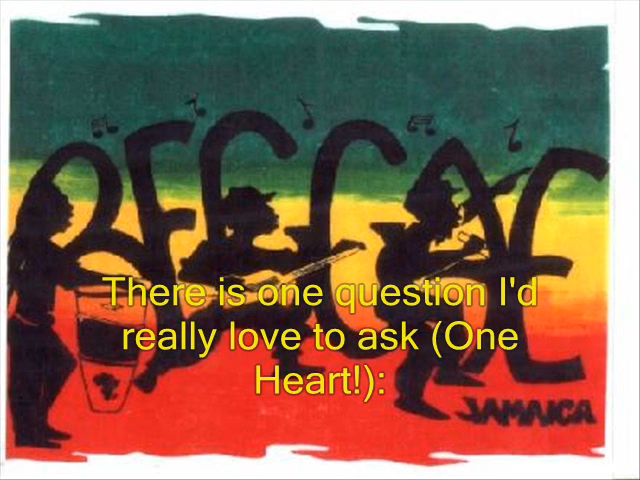 REGGAE
There is one question I'd
really love to ask (One
Heart!):
JAMAICA